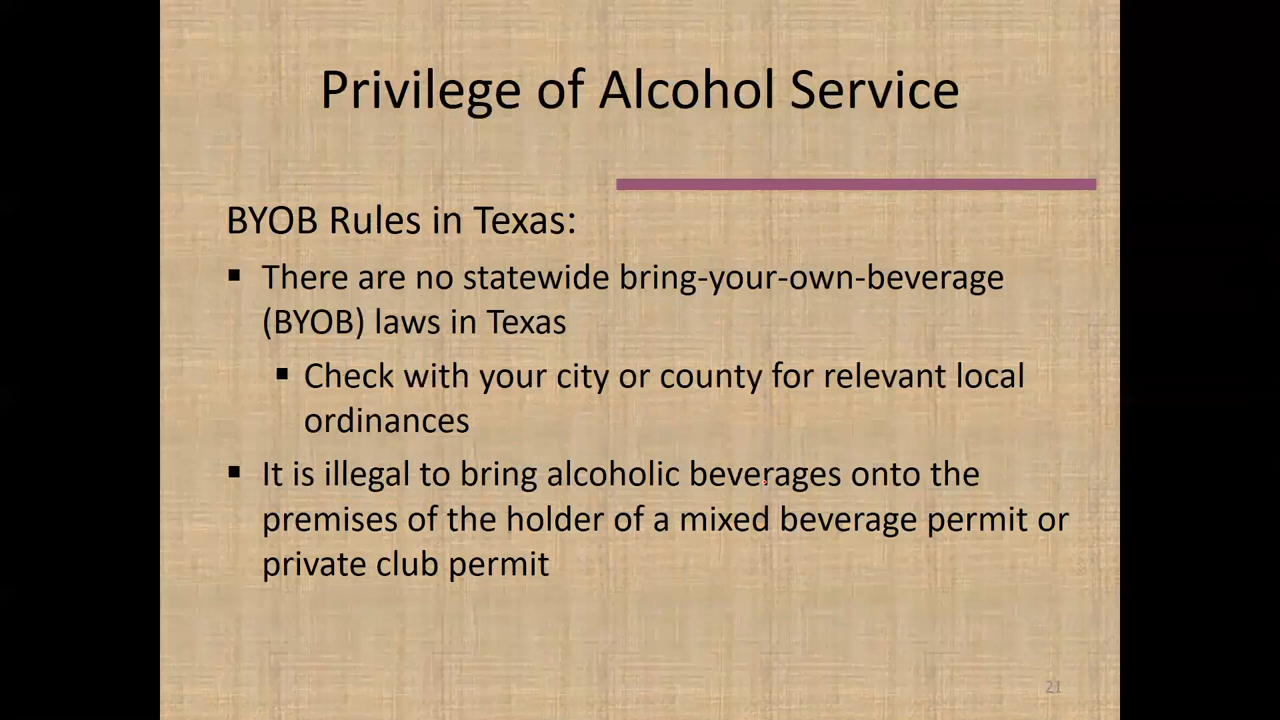 Privilege of Alcohol Service
BYOB Rules in Texas:
▪ There are no statewide bring-your-own-beverage
(BYOB) laws in Texas
▪ Check with your city or county for relevant local
ordinances
▪ It is illegal to bring alcoholic beverages onto the
premises of the holder of a mixed beverage permit or
private club permit
21